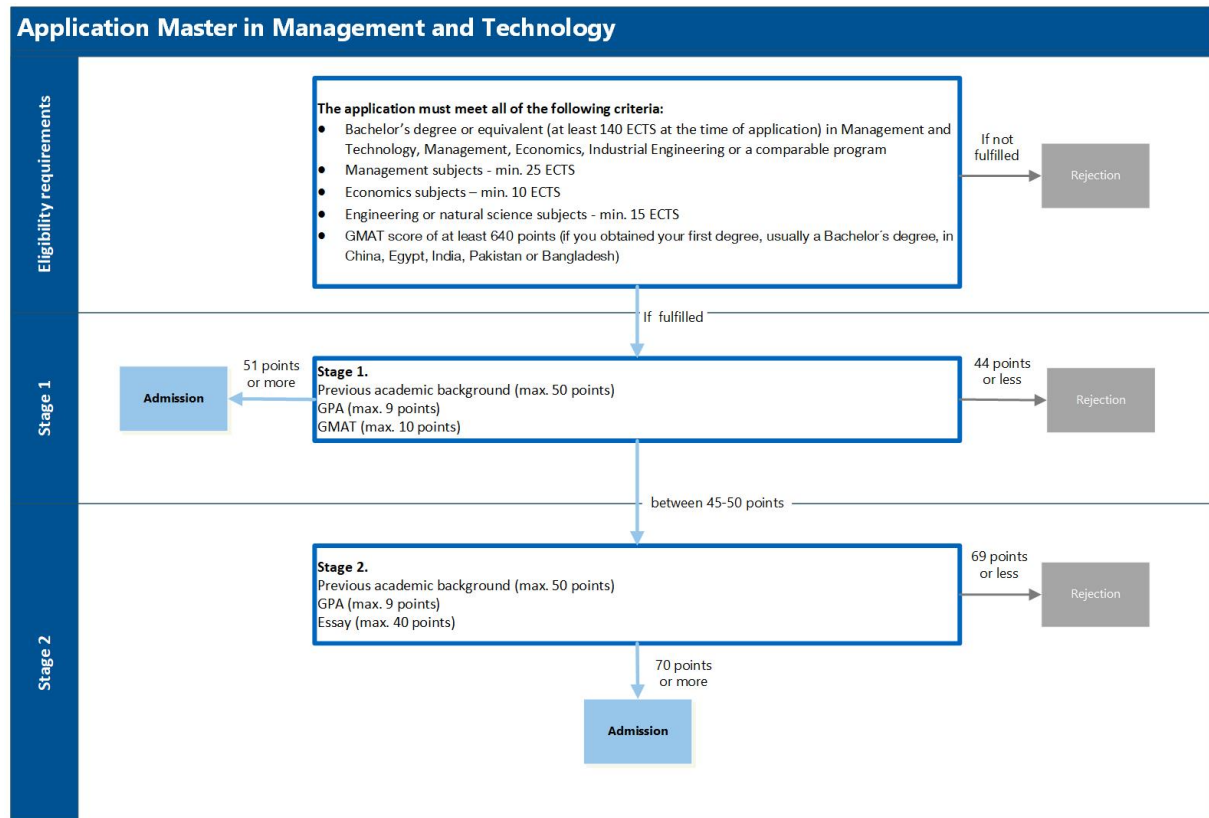 Application Master in Management and Technology
Eligibility requirements
The application must meet all of the following criteria:
● Bachelor's degree or equivalent (at least 140 ECTS at the time of application) in Management and
Technology, Management, Economics, Industrial Engineering or a comparable program
● Management subjects - min. 25 ECTS
● Economics subjects – min. 10 ECTS
● Engineering or natural science subjects - min. 15 ECTS
● GMAT score of at least 640 points (if you obtained your first degree, usually a Bachelor´s degree, in
China, Egypt, India, Pakistan or Bangladesh)
If not
fulfilled
Rejection
If fulfilled
Stage 1
51 points
or more
Admission
Stage 1.
Previous academic background (max. 50 points)
GPA (max. 9 points)
GMAT (max. 10 points)
44 points
or less
Rejection
between 45-50 points
Stage 2
Stage 2.
Previous academic background (max. 50 points)
GPA (max. 9 points)
Essay (max. 40 points)
69 points
or less
Rejection
70 points
or more
Admission